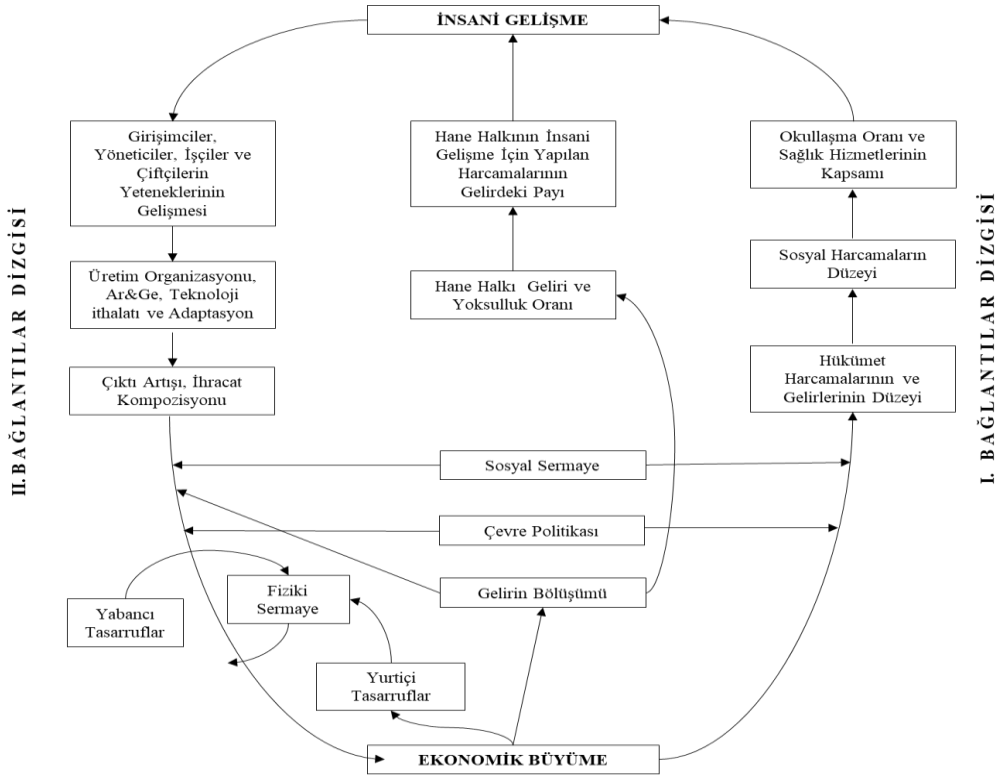 İNSANİ GELİŞME
Girişimciler,
Yöneticiler, İşçiler ve
Çiftçilerin
Yeteneklerinin
Gelişmesi
Hane Halkının İnsani
Gelişme İçin Yapılan
Harcamalarının
Gelirdeki Payı
Okullaşma Oranı ve
Sağlık Hizmetlerinin
Kapsamı
II.BAĞLANTILAR DİZGİSİ
I. BAĞLANTILAR DİZGİSİ
Üretim Organizasyonu,
Ar&Ge, Teknoloji
ithalatı ve Adaptasyon
Hane Halkı Geliri ve
Yoksulluk Oranı
Sosyal Harcamaların
Düzeyi
Çıktı Artışı, İhracat
Kompozisyonu
Hükümet
Harcamalarının ve
Gelirlerinin Düzeyi
Sosyal Sermaye
Çevre Politikası
Yabancı
Tasarruflar
Fiziki
Sermaye
Gelirin Bölüşümü
Yurtiçi
Tasarruflar
EKONOMİK BÜYÜME